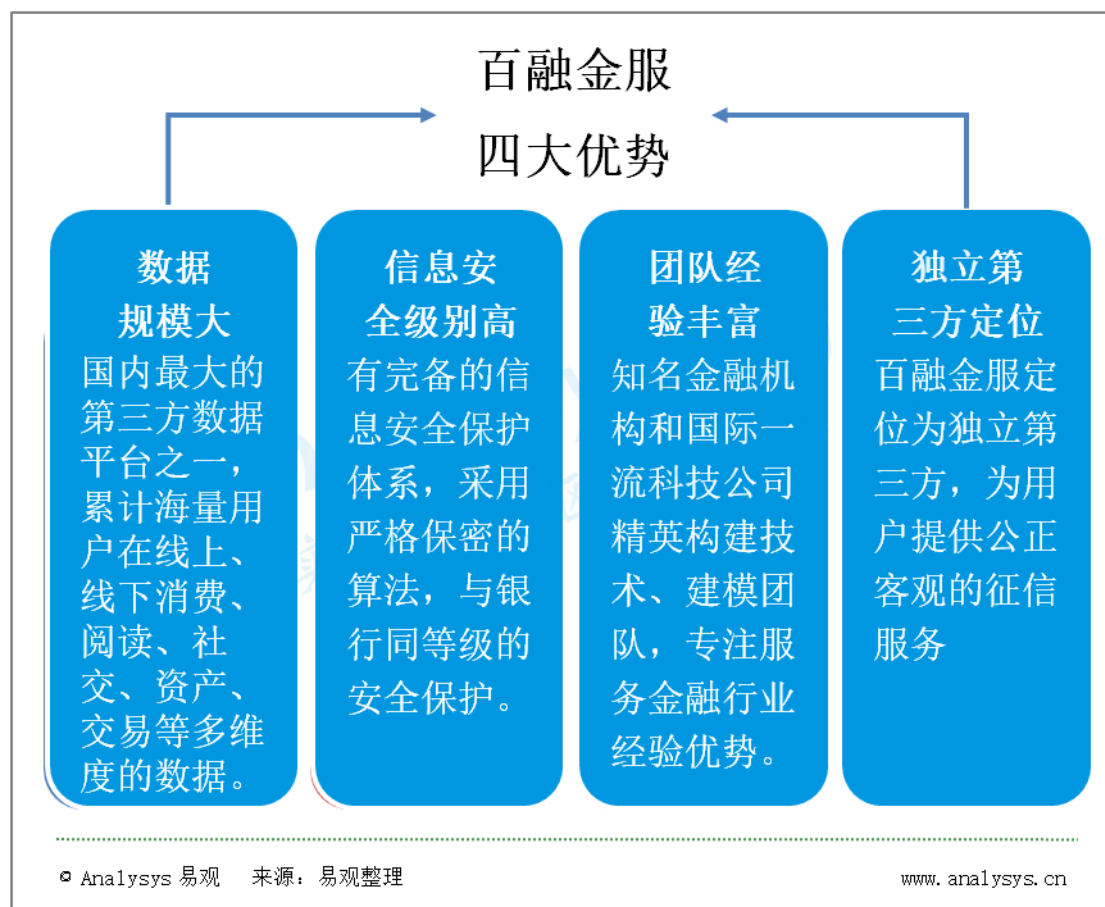 百融金服
四大优势
数据
规模大
国内最大的
第三方数据
平台之一，
累计海量用
户在线上、
线下消费、
阅读、社
交、资产、
交易等多维
度的数据。
信息安
全级别高
有完备的信
息安全保护
体系，采用
严格保密的
算法，与银
行同等级的
安全保护。
团队经
验丰富
知名金融机
构和国际一
流科技公司
精英构建技
术、建模团
队，专注服
务金融行业
经验优势。
独立第
三方定位
百融金服定
位为独立第
三方，为用
户提供公正
客观的征信
服务
© Analysys 易观 来源：易观整理
www.analysys.cn